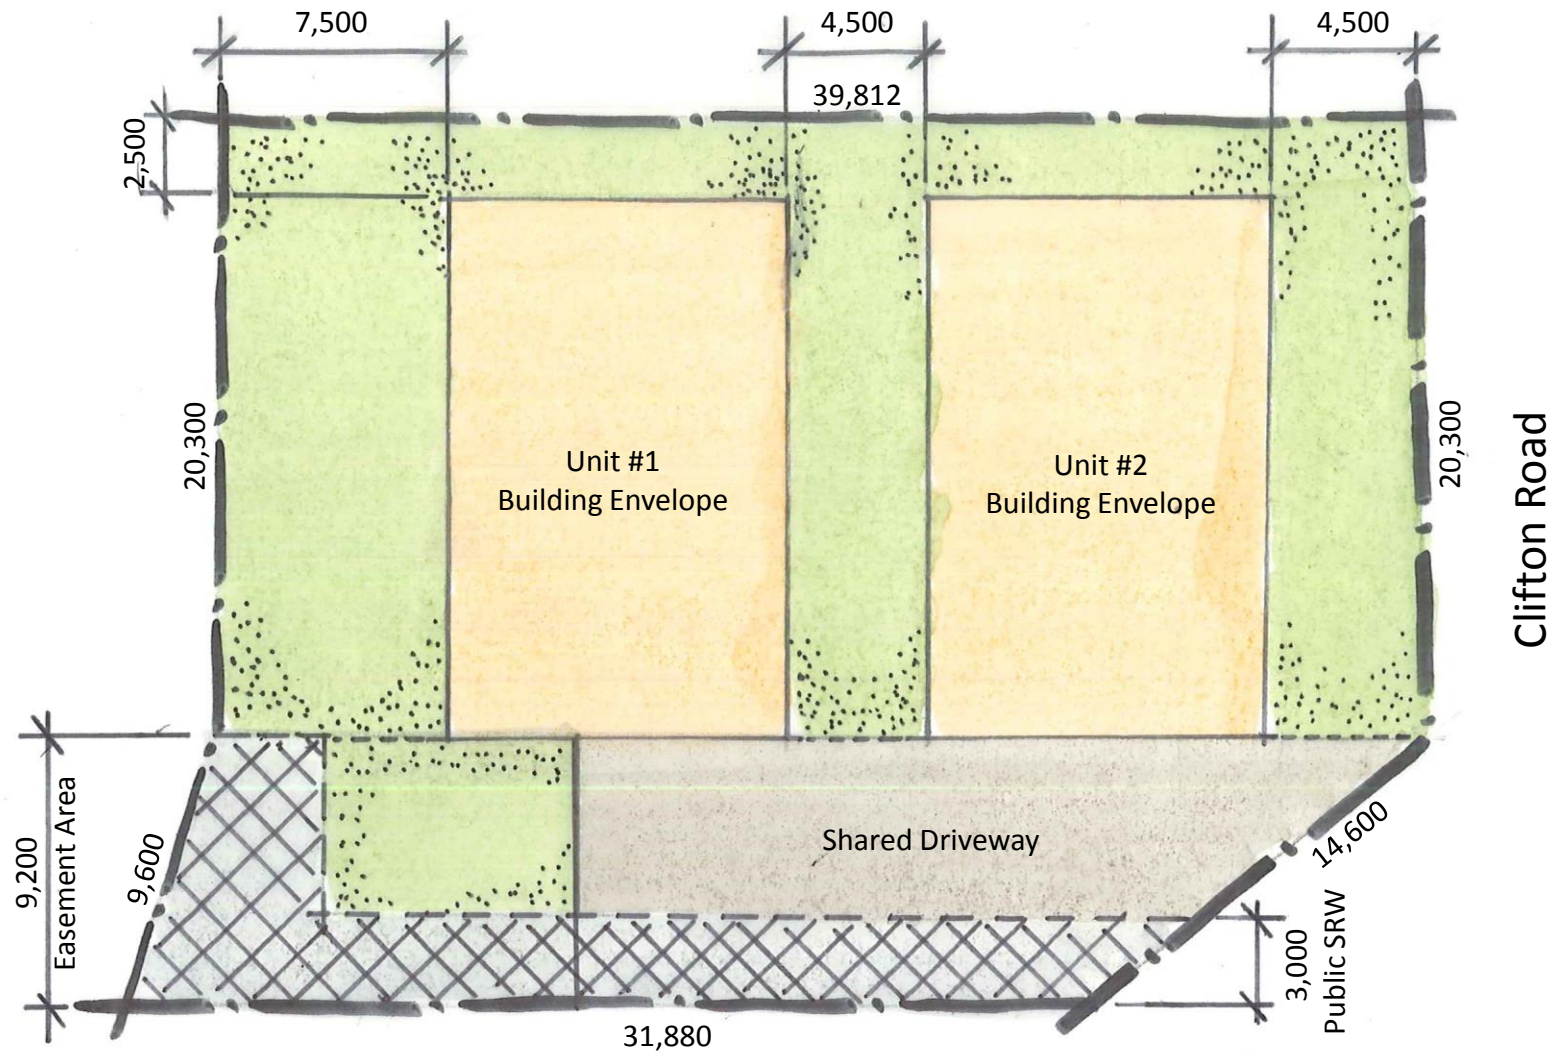 7,500
4,500
4,500
39,812
2,500
20,300
20,300
Clifton Road
Unit #1
Building Envelope
Unit #2
Building Envelope
9,200
Easement Area
9,600
Shared Driveway
14,600
3,000
Public SRW
31,880